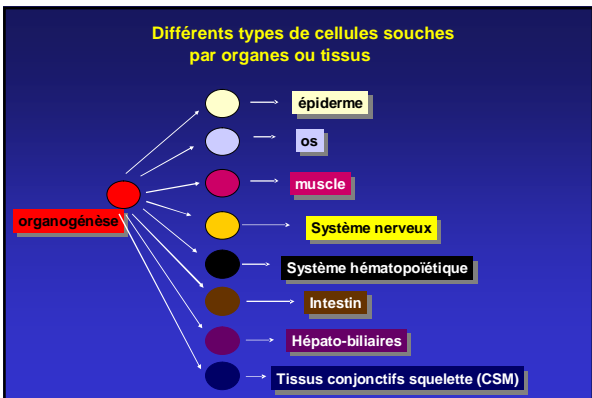 Différents types de cellules souches
par organes ou tissus
épiderme
os
muscle
organogénèse
Système nerveux
Système hématopoïétique
Intestin
Hépato-biliaires
Tissus conjonctifs squelette (CSM)